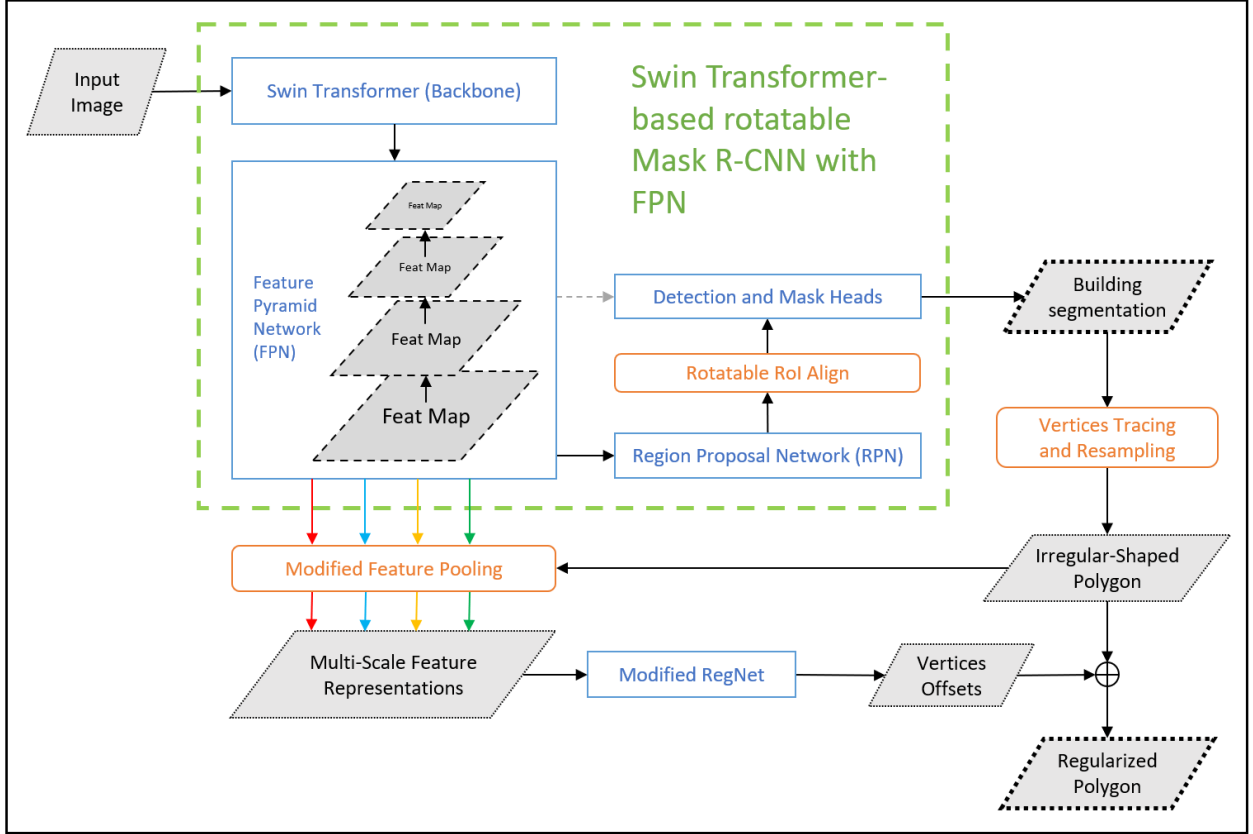 Input
Image
Swin Transformer (Backbone)
Swin Transformer-
based rotatable
Mask R-CNN with
FPN
Feature
Pyramid
Network
(FPN)
Feat Map
Feat Map
Feat Map
Feat Map
Detection and Mask Heads
Rotatable RoI Align
Region Proposal Network (RPN)
Building
segmentation
Vertices Tracing
and Resampling
Irregular-Shaped
Polygon
Modified Feature Pooling
Multi-Scale Feature
Representations
Modified RegNet
Vertices
Offsets
Regularized
Polygon